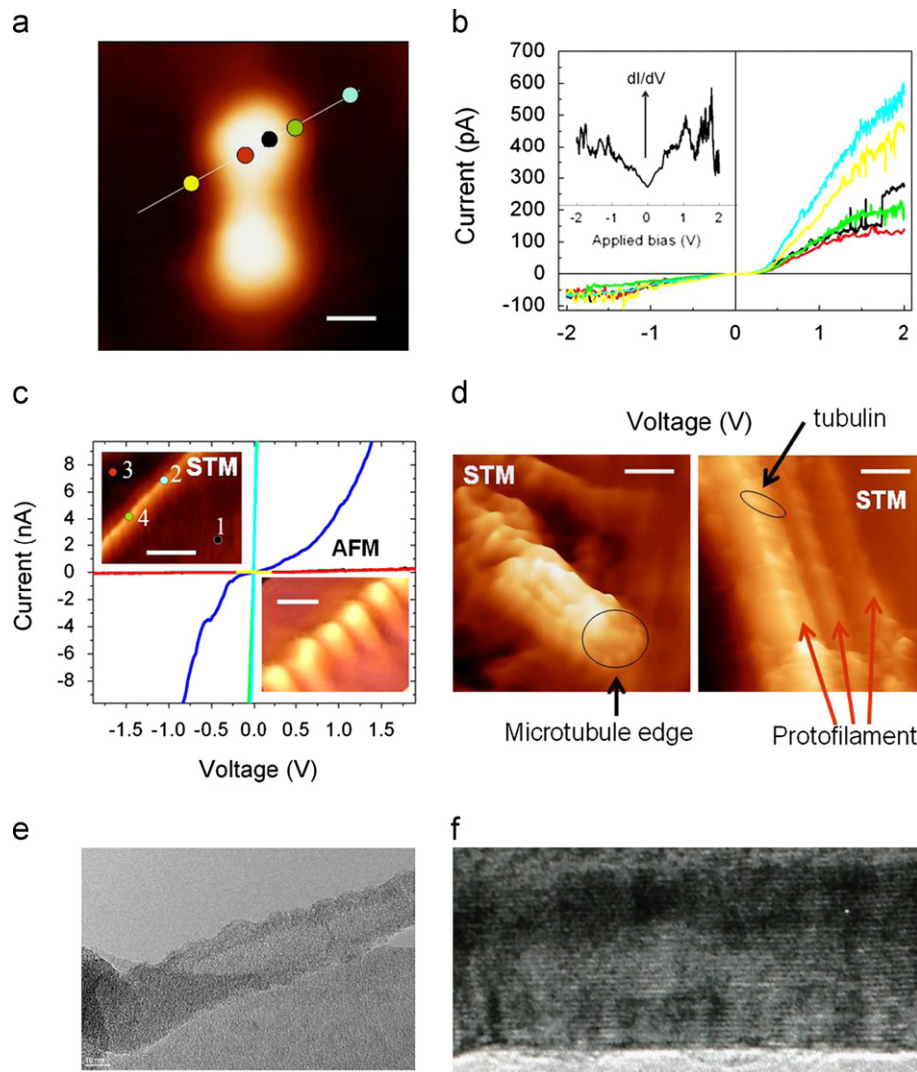 a
b
700
600
500
400
300
200
100
0
-100
Current (pA)
dI/dV
-2 -1 0 1 2
Applied bias (V)
-2 -1 0 1 2
Voltage (V)
c
8
6
4
2
0
-2
-4
-6
-8
Current (nA)
STM
3
2
4
1
AFM
-1.5 -1.0 -0.5 0.0 0.5 1.0 1.5
Voltage (V)
d
tubulin
STM
STM
Microtubule edge
Protofilament
e
f